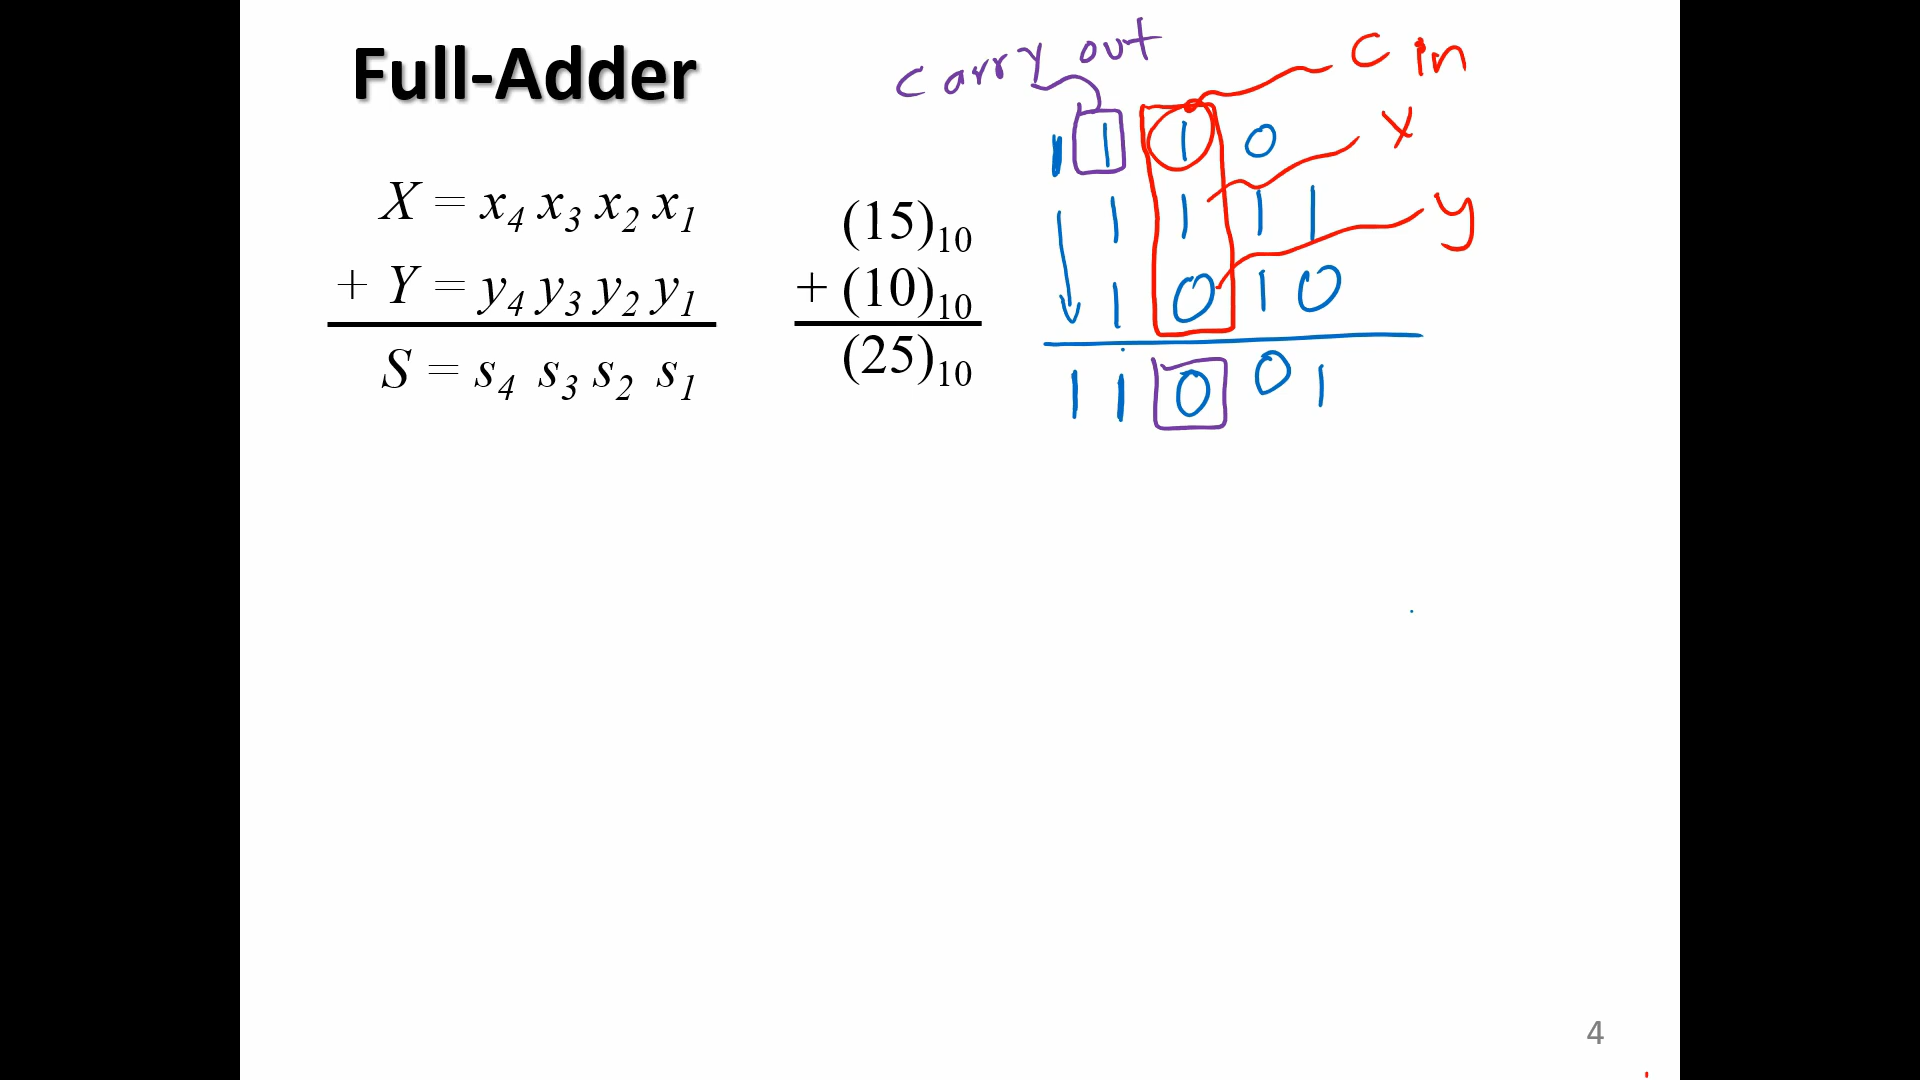 Full-Adder
carry out
C in
1 1 1 0
x
X = x4 x3 x2 x1
(15)10
1 1 1 1
y
+ Y = y4 y3 y2 y1
+ (10)10
1 0 1 0
S = s4 s3 s2 s1
(25)10
1 1 0 0 1
4